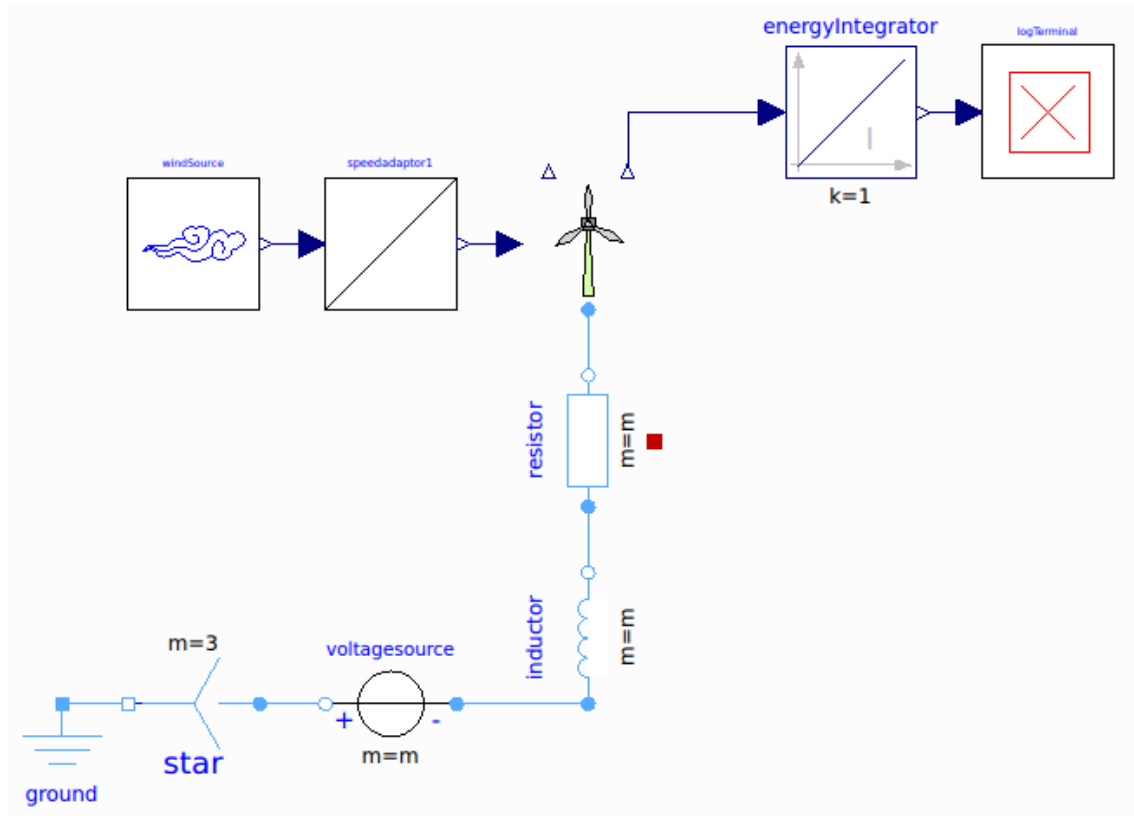 energyIntegrator
logTerminal
I
k=1
windSource
speedadaptor1
resistor
m=m
inductor
m=m
m=3
voltagesource
+
-
m=m
star
ground